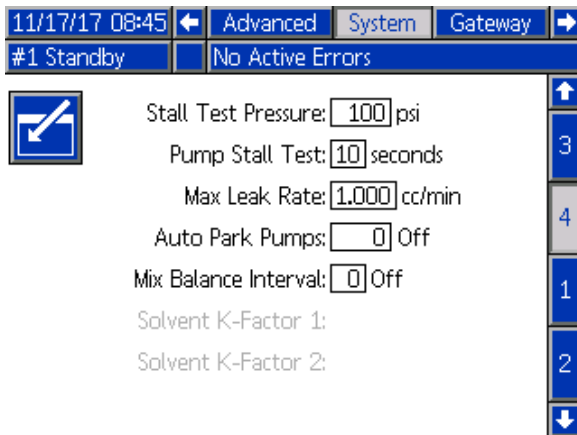 11/17/17 08:45 Advanced System Gateway
#1 Standby No Active Errors
Stall Test Pressure: 100 psi
3
Pump Stall Test: 10 seconds
Max Leak Rate: 1.000 cc/min
4
Auto Park Pumps: 0 Off
Mix Balance Interval: 0 Off
1
Solvent K-Factor 1:
Solvent K-Factor 2:
2